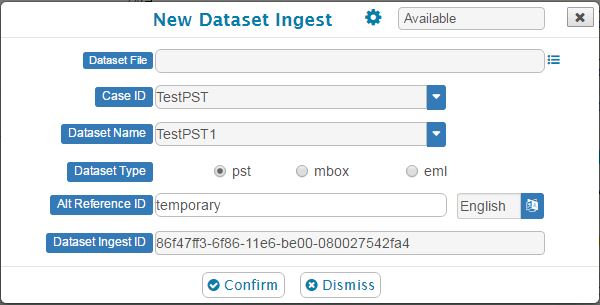 New Dataset Ingest
Available
Dataset File
Case ID
TestPST
Dataset Name
TestPST1
Dataset Type
pst
mbox
eml
Alt Reference ID
temporary
English
Dataset Ingest ID
86f47ff3-6f86-11e6-be00-080027542fa4
Confirm
Dismiss